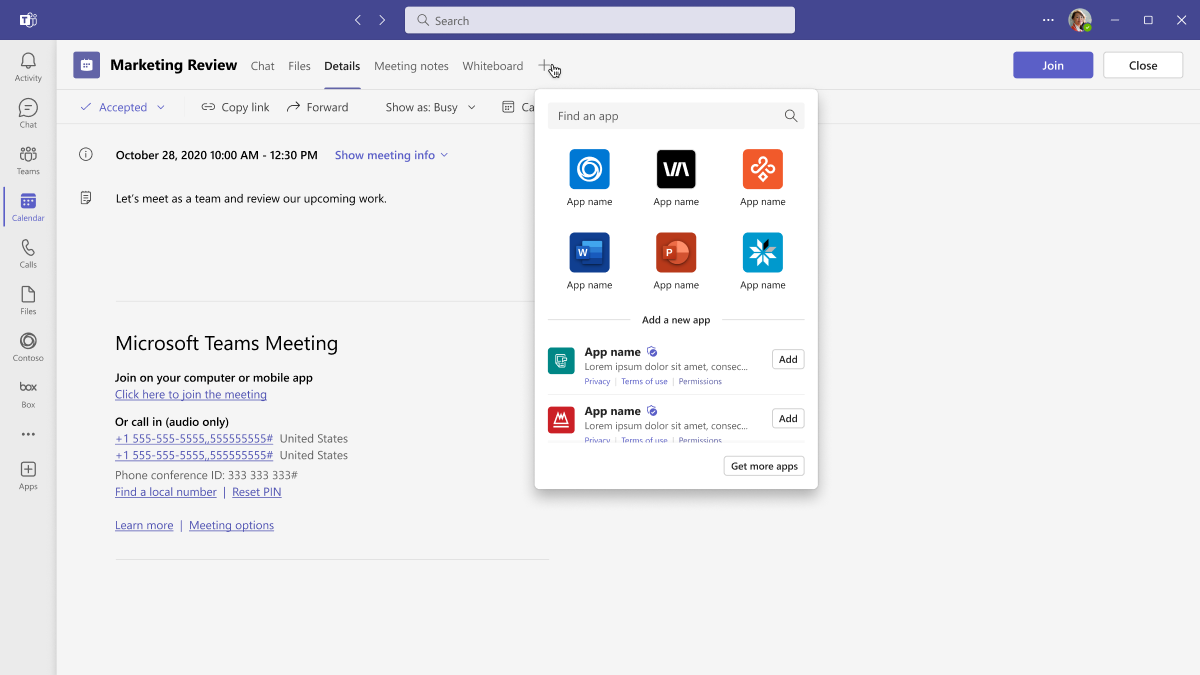 Search
Activity
Chat
Teams
Calendar
Calls
Files
Contoso
box
Box
Apps
Marketing Review Chat Files Details Meeting notes Whiteboard
Join Close
Accepted Copy link Forward Show as: Busy Ca
October 28, 2020 10:00 AM - 12:30 PM Show meeting info
Let's meet as a team and review our upcoming work.
Microsoft Teams Meeting
Join on your computer or mobile app
Click here to join the meeting
Or call in (audio only)
+1 555-555-5555,,555555555# United States
+1 555-555-5555,,555555555# United States
Phone conference ID: 333 333 333#
Find a local number | Reset PIN
Learn more | Meeting options
Find an app
App name App name App name
W P
App name App name App name
Add a new app
App name
Lorem ipsum dolor sit amet, consec...
Privacy | Terms of use | Permissions
Add
App name
Lorem ipsum dolor sit amet, consec...
Privacy | Terms of use | Permissions
Add
Get more apps